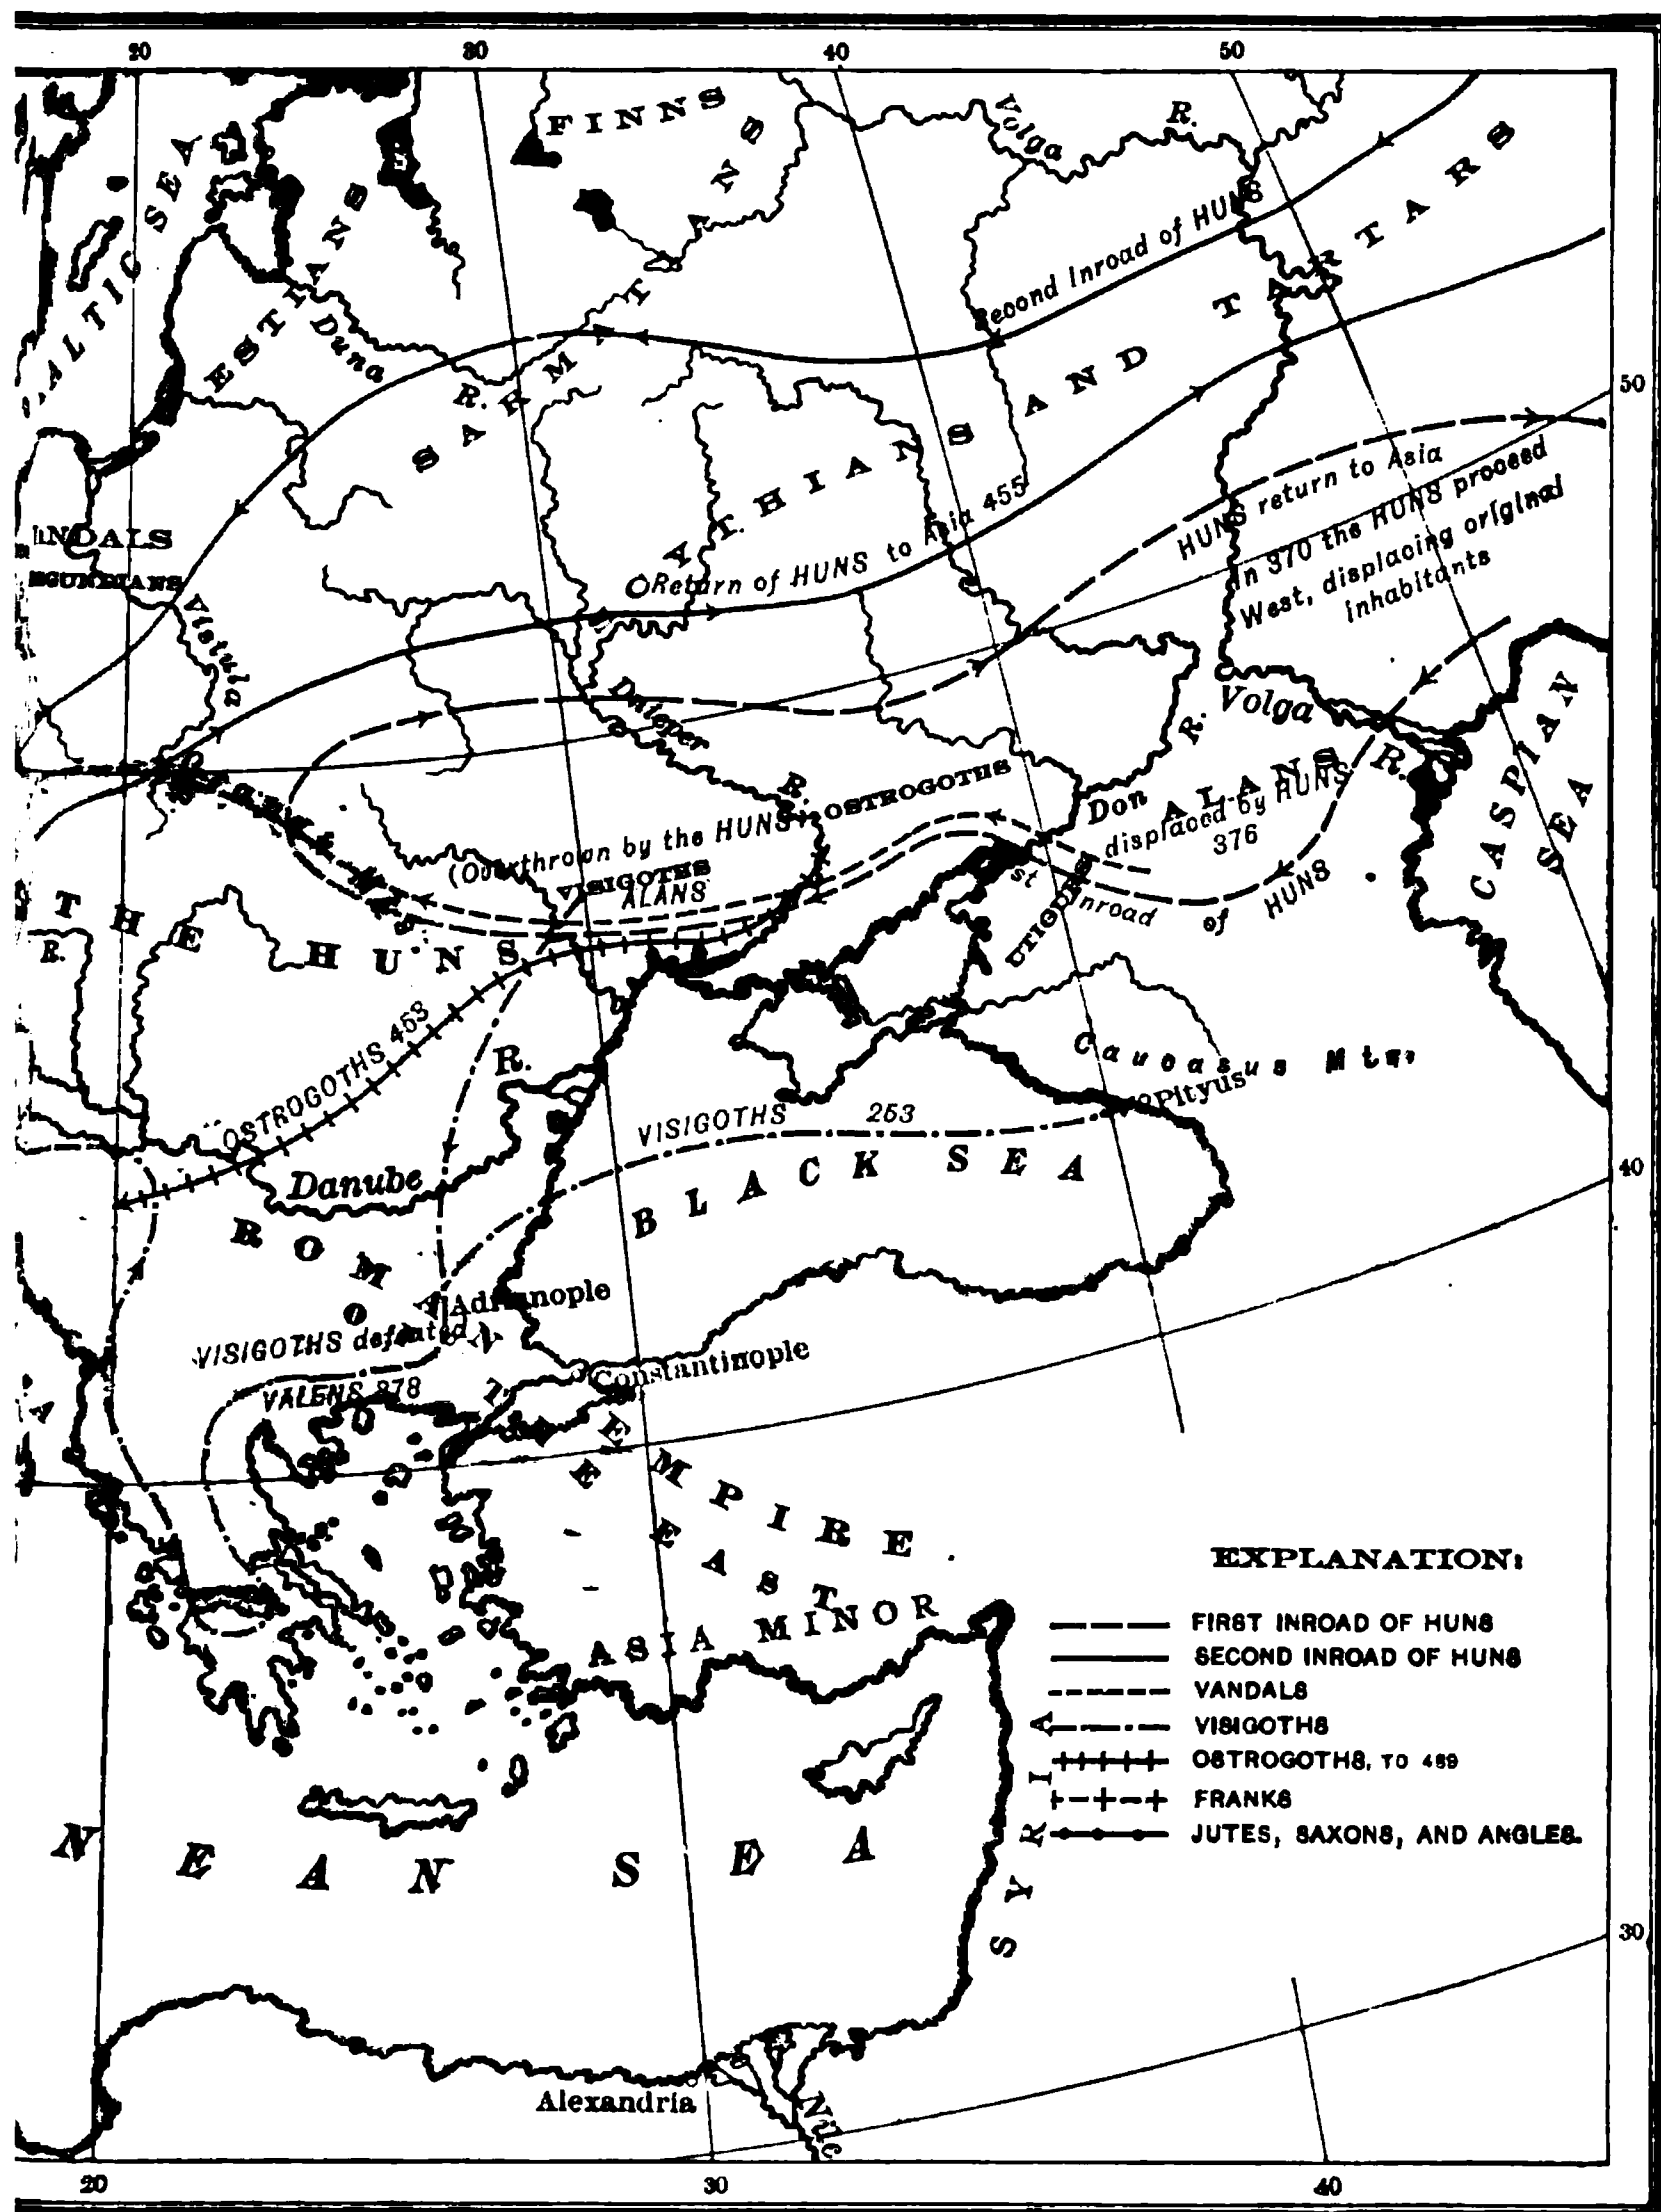 20 30 40 50
FINNS
Volga R.
BALTIC SEA
ESTIANS
SARMATIANS
Duna R.
Second Inroad of HUNS
AND TARTARS
50
HUNS return to Asia
In 370 the HUNS proceed
West, displacing original
inhabitants
Return of HUNS to Asia 455
Vistula
Dnieper R.
Volga R.
CASPIAN SEA
OSTROGOTHS
(Overthrown by the HUNS)
VISIGOTHS
ALANS
Don R.
ALANS
displaced by HUNS
376
1st Inroad of HUNS
UTIGURS
THE HUNS
R.
OSTROGOTHS 453
R.
Caucasus Mts.
Pityus
VISIGOTHS 253
BLACK SEA
40
Danube
ROMAN
Adrianople
VISIGOTHS defeated
VALENS 378
Constantinople
EMPIRE
EAST
ASIA MINOR
EXPLANATION:
FIRST INROAD OF HUNS
SECOND INROAD OF HUNS
VANDALS
VISIGOTHS
OSTROGOTHS, TO 489
FRANKS
JUTES, SAXONS, AND ANGLES.
SYRIA
NEAN SEA
30
Alexandria
Nile
20 30 40